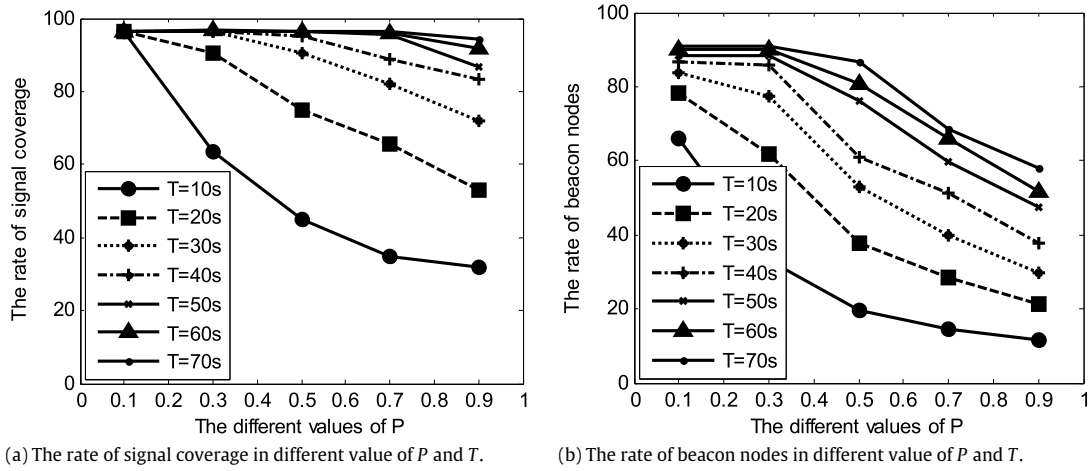 100
80
60
40
20
0
The rate of signal coverage
T=10s
T=20s
T=30s
T=40s
T=50s
T=60s
T=70s
0 0.1 0.2 0.3 0.4 0.5 0.6 0.7 0.8 0.9 1
The different values of P
(a) The rate of signal coverage in different value of P and T.
100
80
60
40
20
0
The rate of beacon nodes
T=10s
T=20s
T=30s
T=40s
T=50s
T=60s
T=70s
0 0.1 0.2 0.3 0.4 0.5 0.6 0.7 0.8 0.9 1
The different values of P
(b) The rate of beacon nodes in different value of P and T.